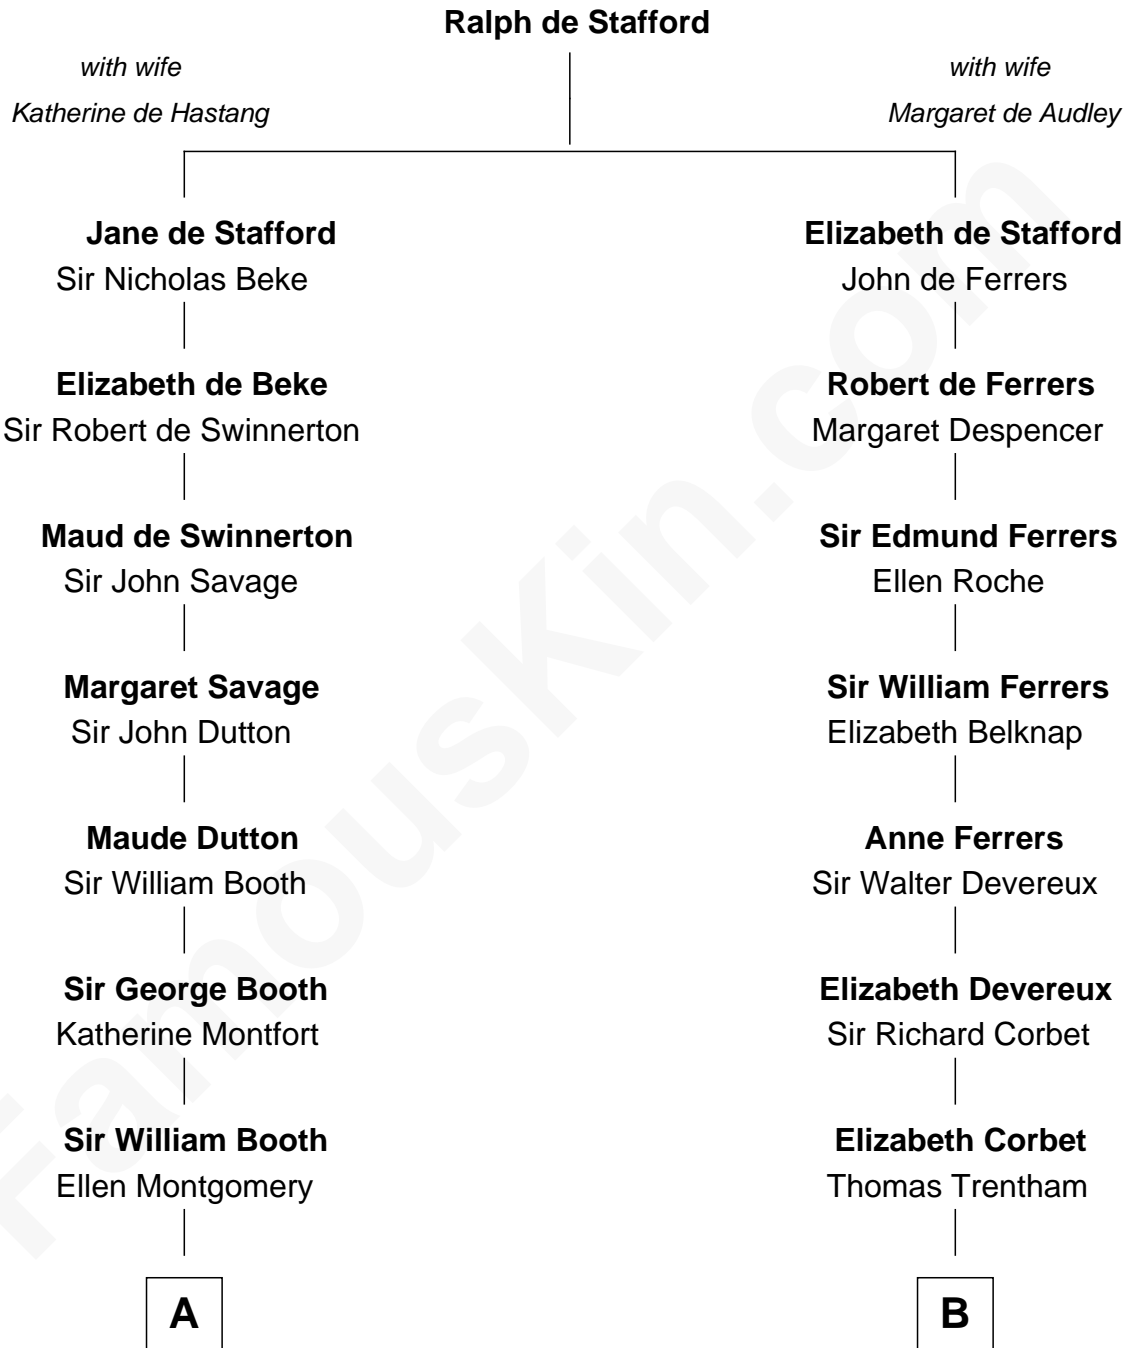 Ralph de Stafford
with wife
Katherine de Hastang
with wife
Margaret de Audley
Jane de Stafford
Sir Nicholas Beke
Elizabeth de Stafford
John de Ferrers
Elizabeth de Beke
Sir Robert de Swinnerton
Robert de Ferrers
Margaret Despencer
Maud de Swinnerton
Sir John Savage
Sir Edmund Ferrers
Ellen Roche
Margaret Savage
Sir John Dutton
Sir William Ferrers
Elizabeth Belknap
Maude Dutton
Sir William Booth
Anne Ferrers
Sir Walter Devereux
Sir George Booth
Katherine Montfort
Elizabeth Devereux
Sir Richard Corbet
Sir William Booth
Ellen Montgomery
Elizabeth Corbet
Thomas Trentham
A
B
FamousKin.com